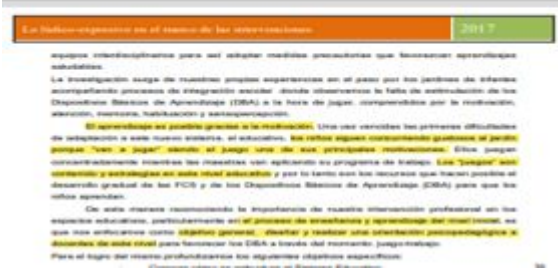 Lo lúdico-expresivo en el marco de las intervenciones 2017
equipos interdisciplinarios para así adoptar medidas precautorias que favorezcan aprendizajes
saludables.
La investigación surge de nuestras propias experiencias en el paso por los jardines de infantes
acompañando procesos de integración escolar donde observamos la falta de estimulación de los
Dispositivos Básicos de Aprendizaje (DBA) a la hora de jugar, comprendidos por la motivación,
atención, memoria, habituación y sensopercepción.
El aprendizaje es posible gracias a la motivación. Una vez vencidas las primeras dificultades
de adaptación a este nuevo sistema, el educativo, los niños siguen concurriendo gustosos al jardín
porque "van a jugar" siendo el juego una de sus principales motivaciones. Ellos juegan
concentradamente mientras las maestras van aplicando su programa de trabajo. Los "juegos" son
contenido y estrategias en este nivel educativo y por lo tanto son los recursos que hacen posible el
desarrollo gradual de las FCS y de los Dispositivos Básicos de Aprendizaje (DBA) para que los
niños aprendan.
De esta manera reconociendo la importancia de nuestra intervención profesional en los
espacios educativos, particularmente en el proceso de enseñanza y aprendizaje del nivel inicial, es
que nos enfocamos como objetivo general, diseñar y realizar una orientación psicopedagógica a
docentes de este nivel para favorecer los DBA a través del momento juego-trabajo.
Para el logro del mismo profundizamos los siguientes objetivos específicos:
Conocer cómo se estructura el Sistema Educativo